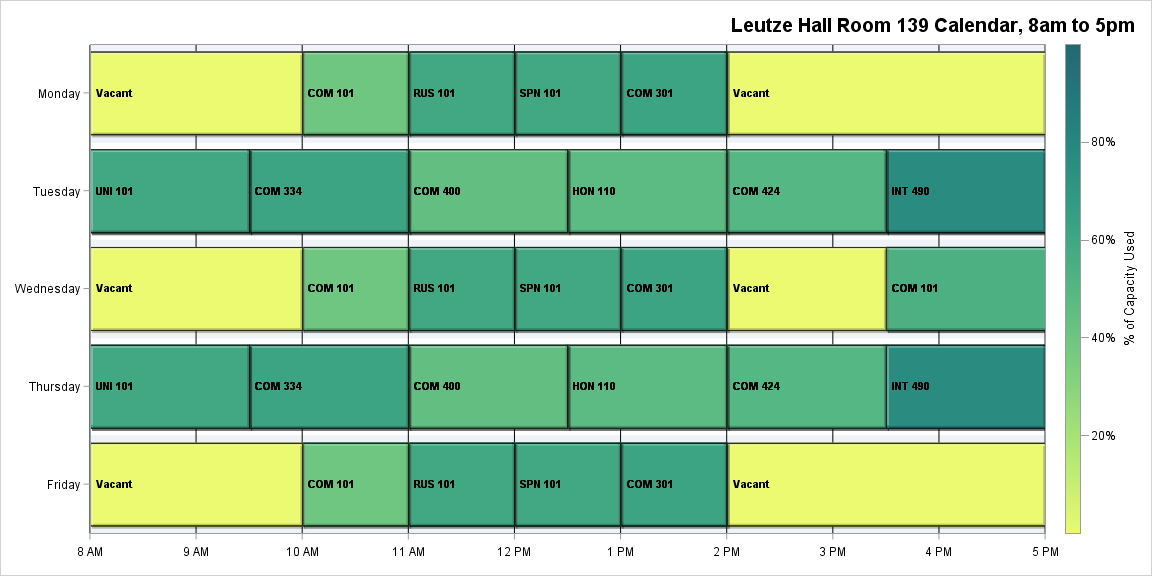 Leutze Hall Room 139 Calendar, 8am to 5pm
Monday
Vacant
COM 101
RUS 101
SPN 101
COM 301
Vacant
Tuesday
UNI 101
COM 334
COM 400
HON 110
COM 424
INT 490
Wednesday
Vacant
COM 101
RUS 101
SPN 101
COM 301
Vacant
COM 101
Thursday
UNI 101
COM 334
COM 400
HON 110
COM 424
INT 490
Friday
Vacant
COM 101
RUS 101
SPN 101
COM 301
Vacant
8 AM
9 AM
10 AM
11 AM
12 PM
1 PM
2 PM
3 PM
4 PM
5 PM
80%
60%
40%
20%
% of Capacity Used